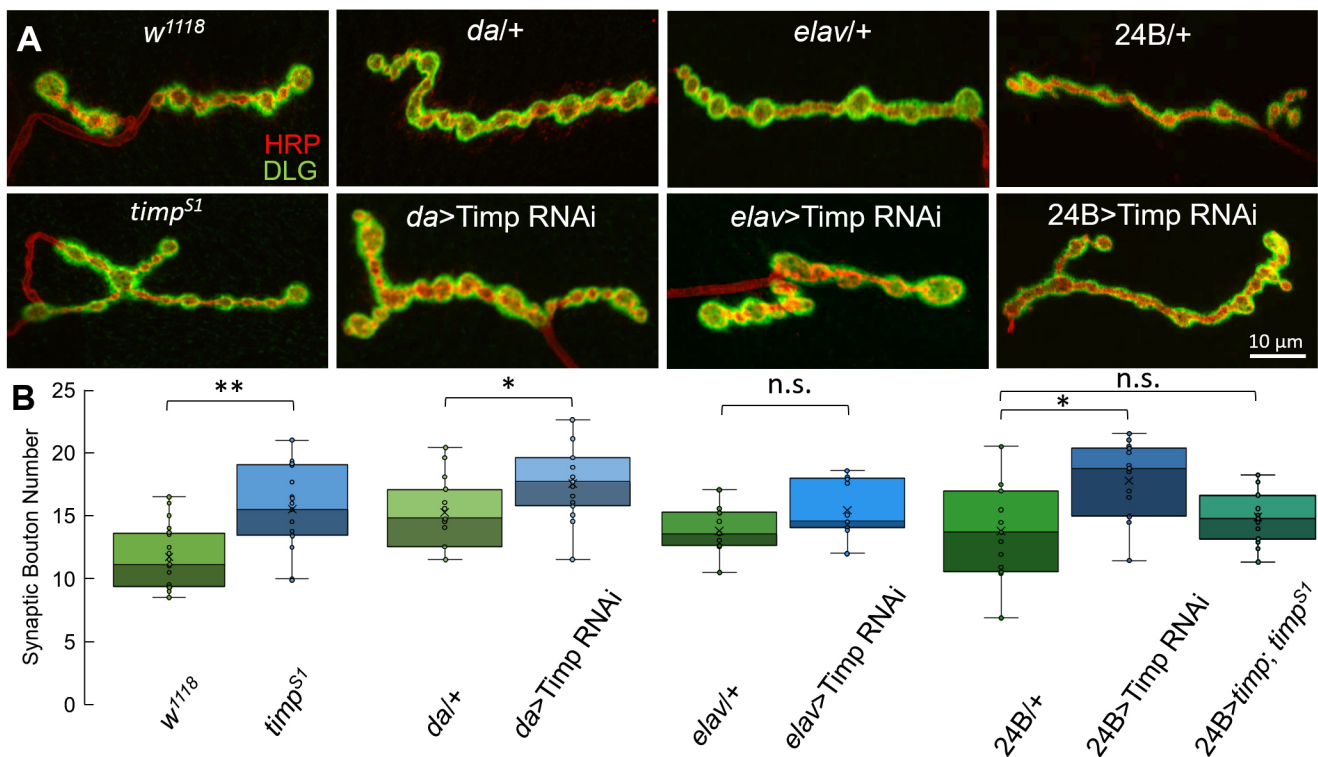 A
w1118
da/+
elav/+
24B/+
HRP
DLG
timpS1
da>Timp RNAi
elav>Timp RNAi
24B>Timp RNAi
10 µm
B
Synaptic Bouton Number
25
20
15
10
5
0
**
*
n.s.
n.s.
*
w1118
timpS1
da/+
da>Timp RNAi
elav/+
elav>Timp RNAi
24B/+
24B>Timp RNAi
24B>timp; timpS1